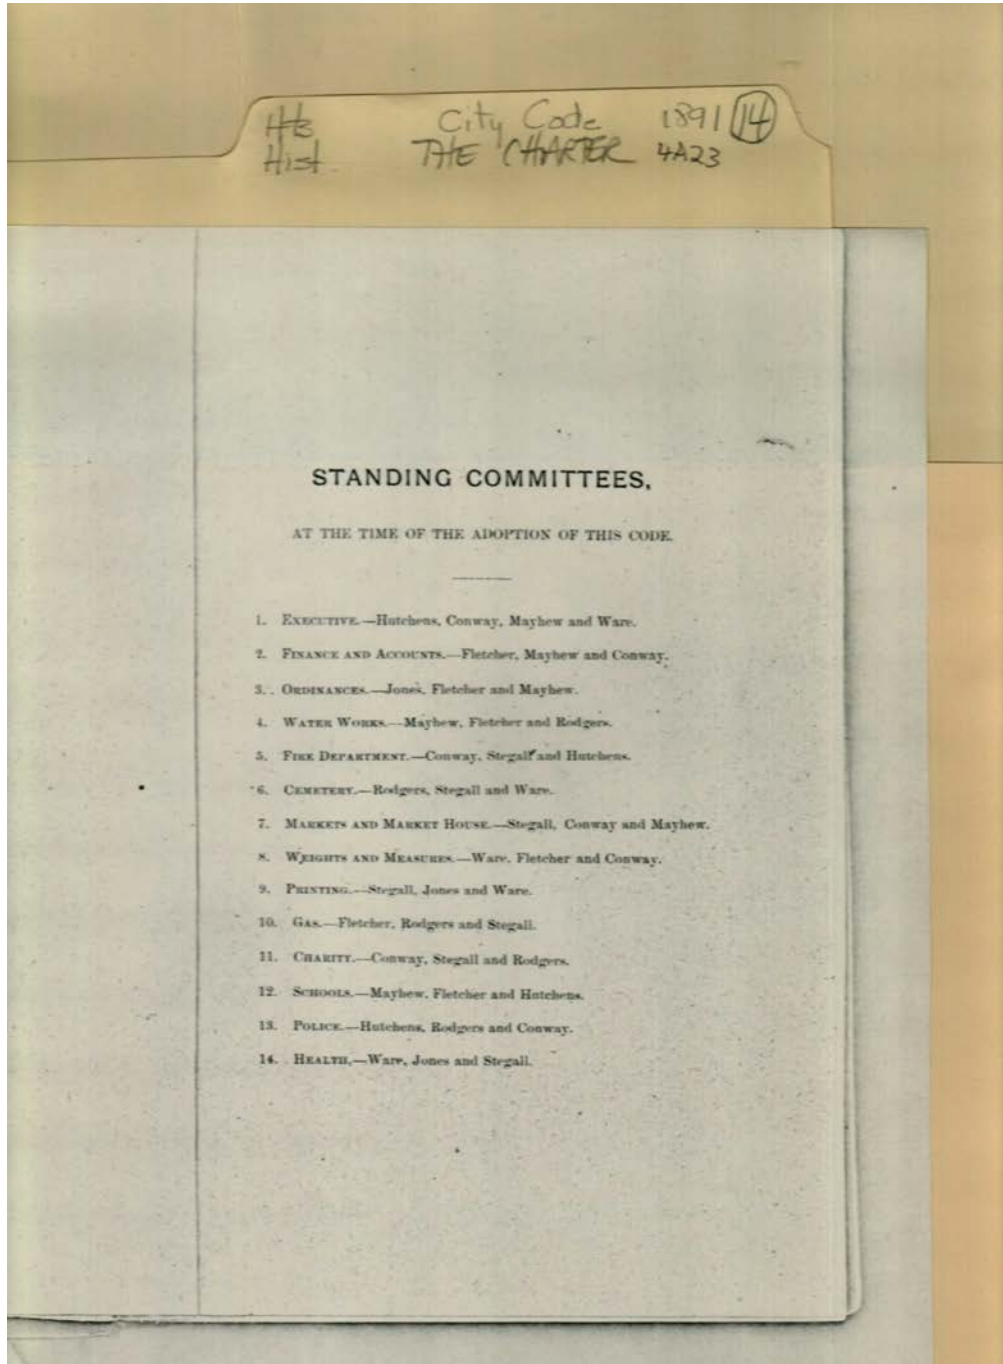 Hts City Code 1891 14
Hist. THE CHARTER 4A23
STANDING COMMITTEES,
AT THE TIME OF THE ADOPTION OF THIS CODE.
1. EXECUTIVE.—Hutchens, Conway, Mayhew and Ware.
2. FINANCE AND ACCOUNTS.—Fletcher, Mayhew and Conway.
3. ORDINANCES.—Jones, Fletcher and Mayhew.
4. WATER WORKS.—Mayhew, Fletcher and Rodgers.
5. FIRE DEPARTMENT.—Conway, Stegall and Hutchens.
6. CEMETERY.—Rodgers, Stegall and Ware.
7. MARKETS AND MARKET HOUSE.—Stegall, Conway and Mayhew.
8. WEIGHTS AND MEASURES.—Ware, Fletcher and Conway.
9. PRINTING.—Stegall, Jones and Ware.
10. GAS.—Fletcher, Rodgers and Stegall.
11. CHARITY.—Conway, Stegall and Rodgers.
12. SCHOOLS.—Mayhew, Fletcher and Hutchens.
13. POLICE.—Hutchens, Rodgers and Conway.
14. HEALTH,—Ware, Jones and Stegall.